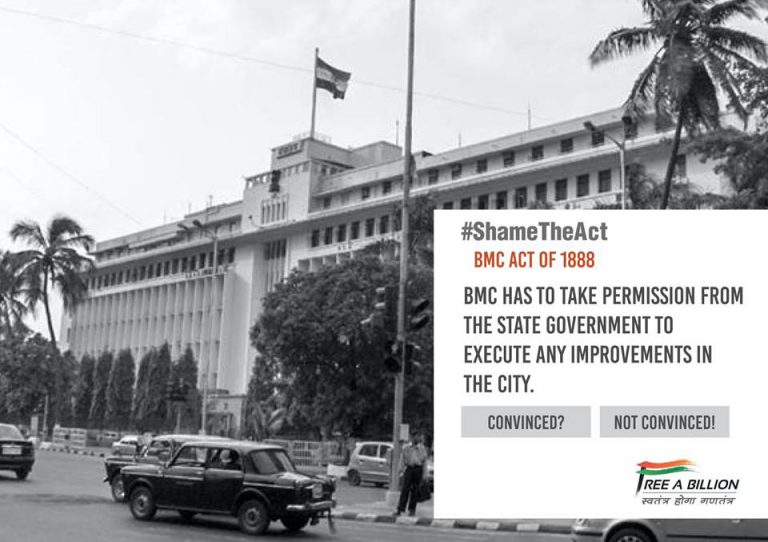 #ShameTheAct
BMC ACT OF 1888
BMC HAS TO TAKE PERMISSION FROM
THE STATE GOVERNMENT TO
EXECUTE ANY IMPROVEMENTS IN
THE CITY.
CONVINCED? NOT CONVINCED!
FREE A BILLION
स्वतंत्र होगा गणतंत्र